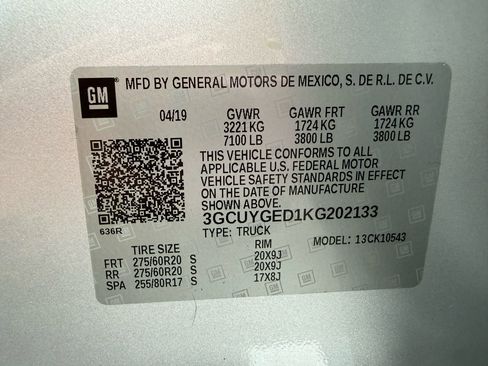 GM
MFD BY GENERAL MOTORS DE MEXICO, S. DE R.L. DE C.V.
04/19 GVWR GAWR FRT GAWR RR
3221 KG 1724 KG 1724 KG
7100 LB 3800 LB 3800 LB
THIS VEHICLE CONFORMS TO ALL
APPLICABLE U.S. FEDERAL MOTOR
VEHICLE SAFETY STANDARDS IN EFFECT
ON THE DATE OF MANUFACTURE
SHOWN ABOVE.
3GCUYGED1KG202133
636R TYPE: TRUCK MODEL: 13CK10543
TIRE SIZE RIM
FRT 275/60R20 S 20X9J
RR 275/60R20 S 20X9J
SPA 255/80R17 S 17X8J